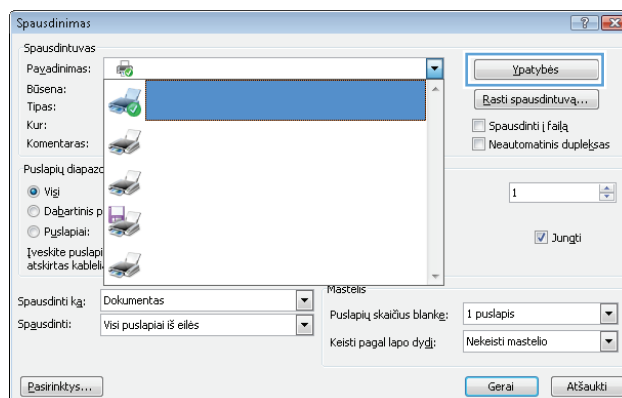 Spausdinimas
Spausdintuvas
Pavadinimas:
Ypatybės
Būsena:
Tipas:
Rasti spausdintuvą...
Kur:
Spausdinti į failą
Komentaras:
Neautomatinis dupleksas
Puslapių diapazo
Visi
1
Dabartinis p
Puslapiai:
Jungti
Įveskite puslapi
atskirtas kableli
Mastelis
Spausdinti ką: Dokumentas
Puslapių skaičius blanke: 1 puslapis
Spausdinti: Visi puslapiai iš eilės
Keisti pagal lapo dydį: Nekeisti mastelio
Pasirinktys...
Gerai
Atšaukti